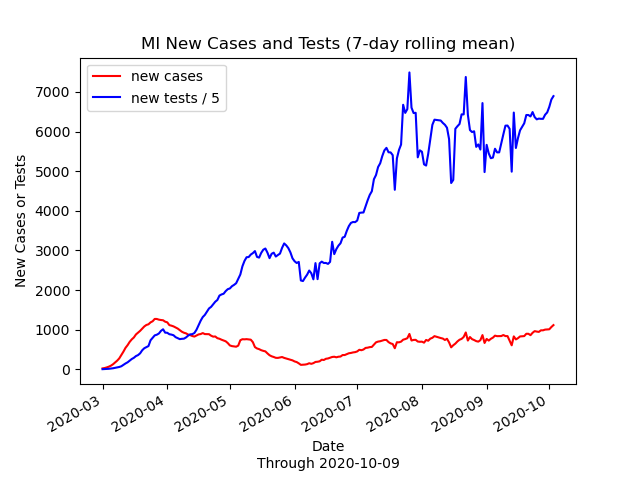 MI New Cases and Tests (7-day rolling mean)
new cases
new tests / 5
7000
6000
5000
4000
3000
2000
1000
0
New Cases or Tests
2020-03
2020-04
2020-05
2020-06
2020-07
2020-08
2020-09
2020-10
Date
Through 2020-10-09